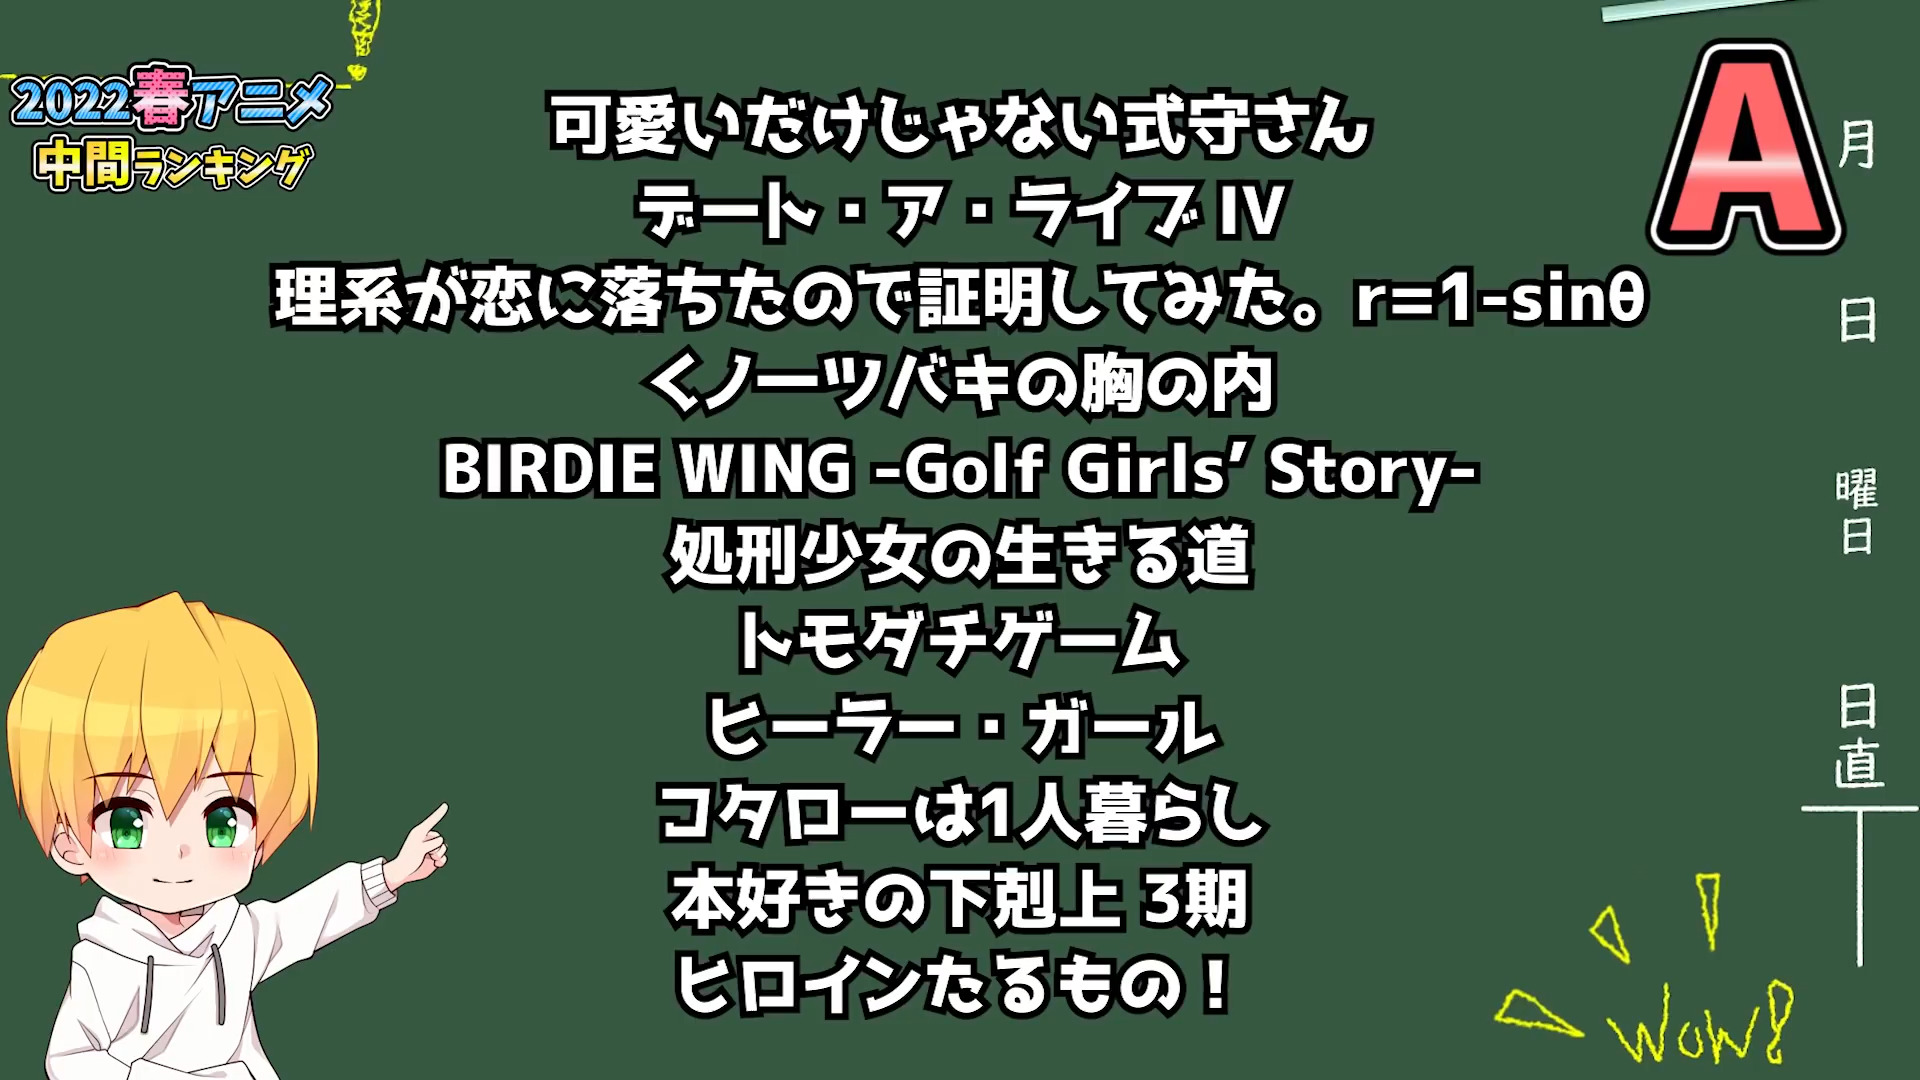 2022春アニメ
中間ランキング
A
可愛いだけじゃない式守さん
デート・ア・ライブ IV
理系が恋に落ちたので証明してみた。r=1-sinθ
くノ一ツバキの胸の内
BIRDIE WING -Golf Girls’ Story-
処刑少女の生きる道
トモダチゲーム
ヒーラー・ガール
コタローは1人暮らし
本好きの下剋上 3期
ヒロインたるもの！
月
日
曜日
日直
WOW!